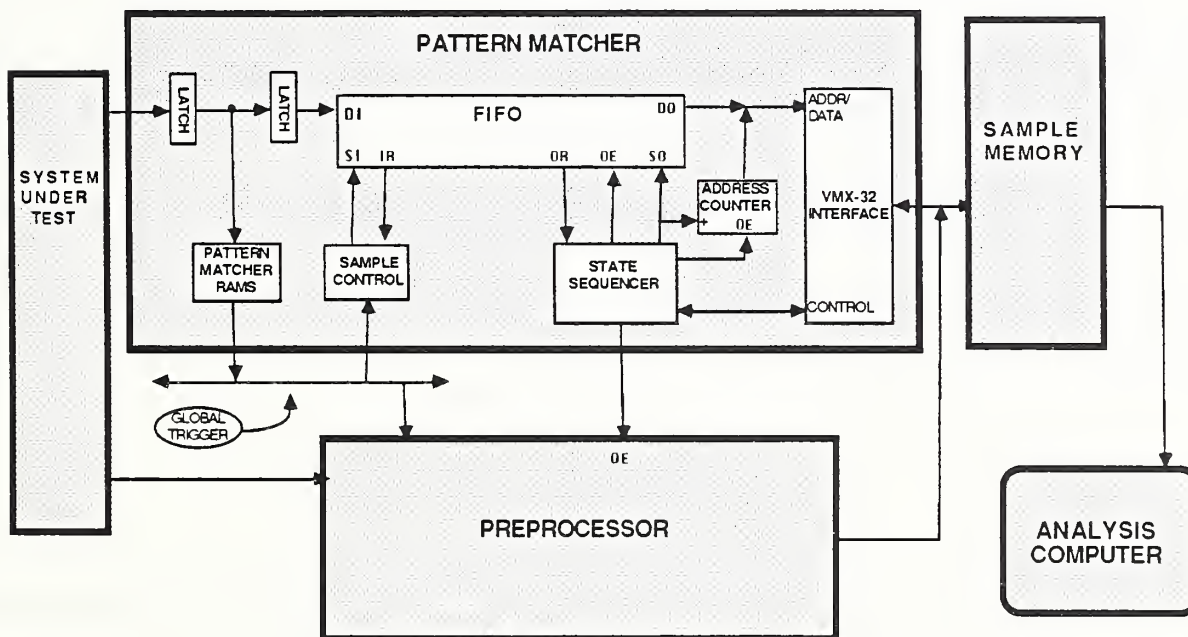 PATTERN MATCHER
SYSTEM
UNDER
TEST
LATCH
LATCH
DI
FIFO
DO
SI
IR
OR
OE
SO
ADDR/
DATA
VMX-32
INTERFACE
CONTROL
ADDRESS
COUNTER
+
OE
PATTERN
MATCHER
RAMS
SAMPLE
CONTROL
STATE
SEQUENCER
SAMPLE
MEMORY
GLOBAL
TRIGGER
OE
PREPROCESSOR
ANALYSIS
COMPUTER